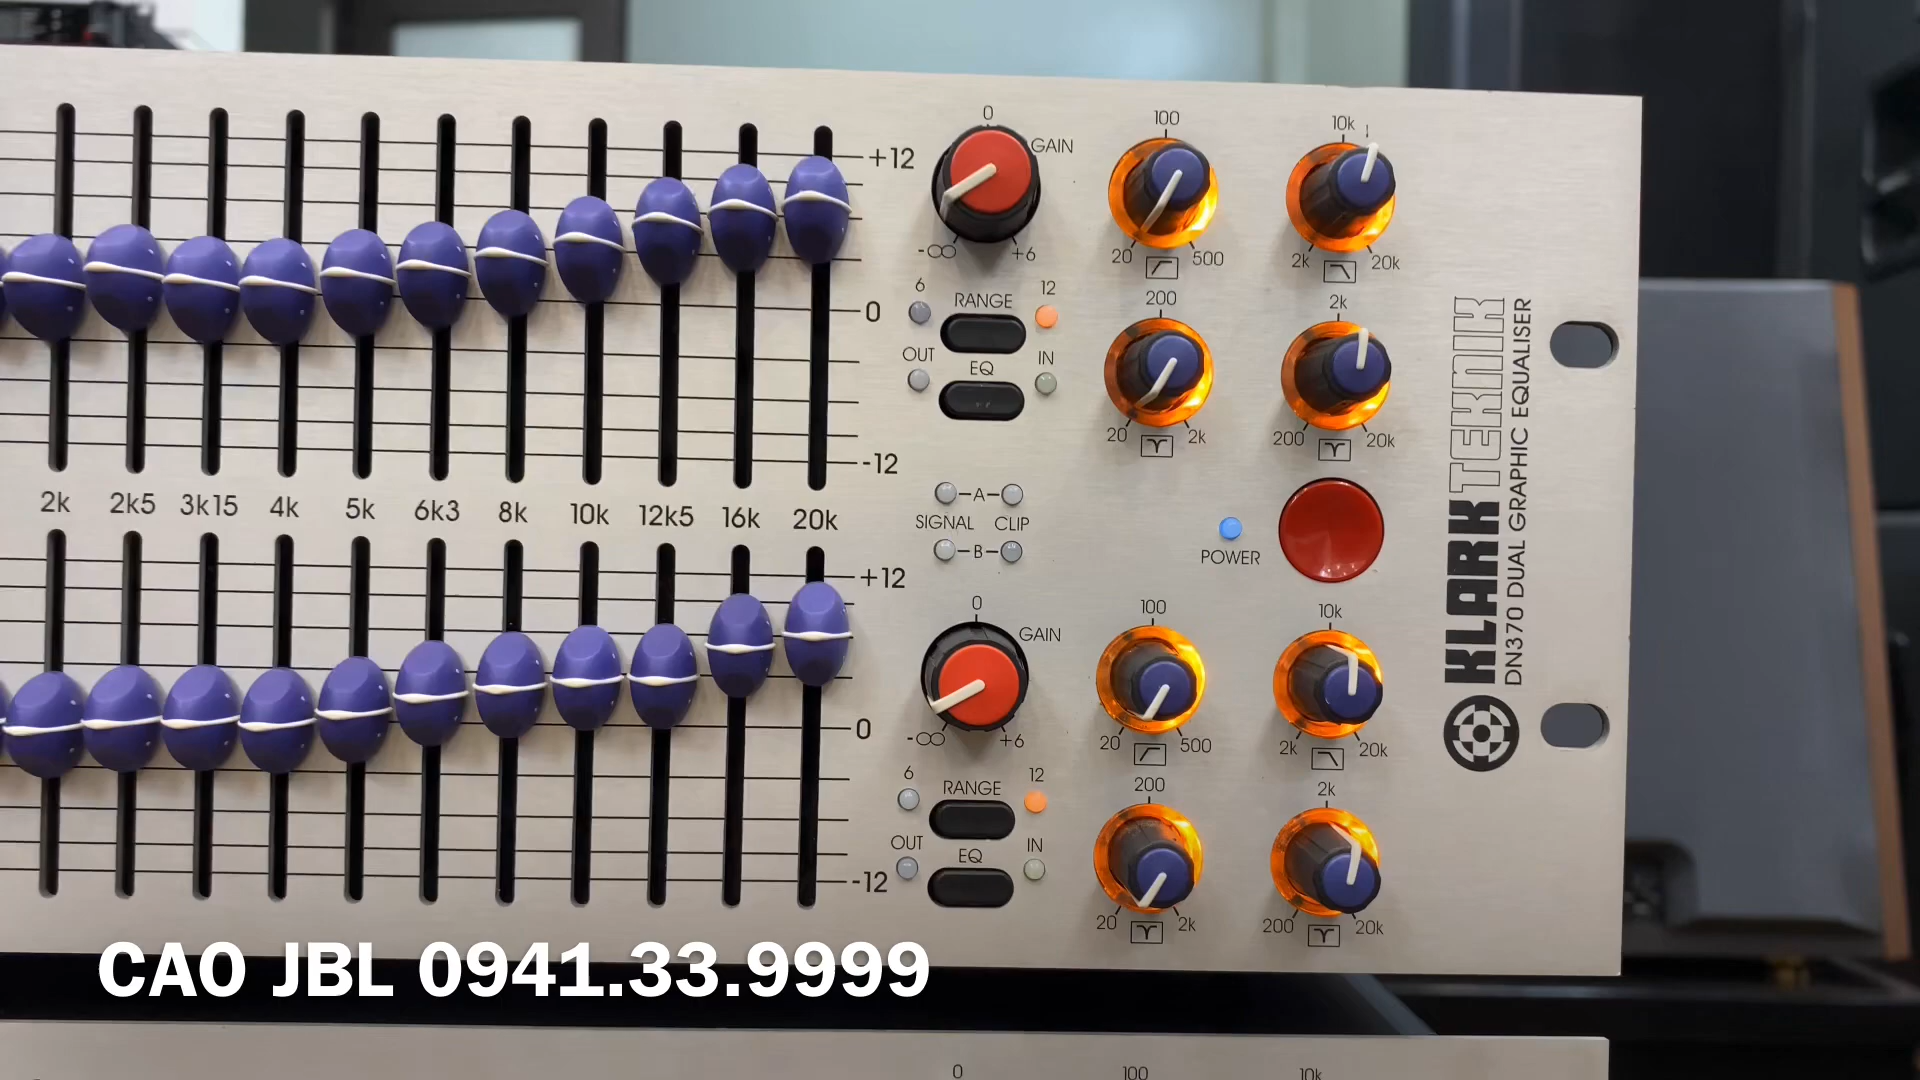 0
GAIN
-∞ +6
100
20 500
10k
2k 20k
+12
0
-12
6 RANGE 12
OUT EQ IN
200
20 2k
2k
200 20k
2k 2k5 3k15 4k 5k 6k3 8k 10k 12k5 16k 20k
A
SIGNAL CLIP
B
POWER
+12
0
-12
0
GAIN
-∞ +6
100
20 500
10k
2k 20k
6 RANGE 12
OUT EQ IN
200
20 2k
2k
200 20k
KLARK TEKNIK
DN370 DUAL GRAPHIC EQUALISER
CAO JBL 0941.33.9999
0 100 10k